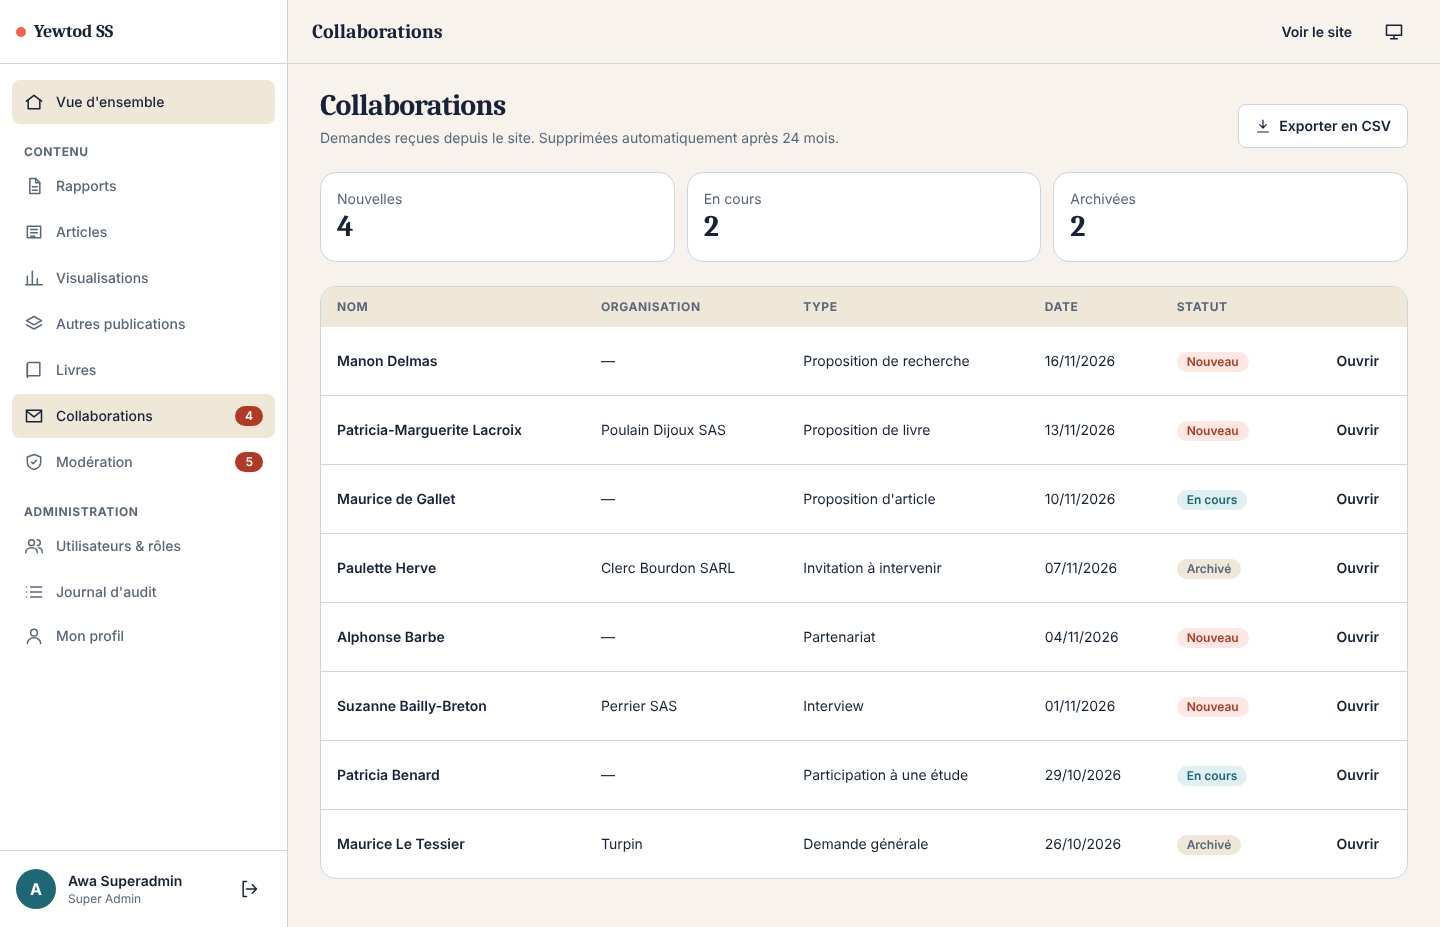 Yewtod SS
Collaborations
Voir le site
Vue d'ensemble
CONTENU
Rapports
Articles
Visualisations
Autres publications
Livres
Collaborations 4
Modération 5
ADMINISTRATION
Utilisateurs & rôles
Journal d'audit
Mon profil
A
Awa Superadmin
Super Admin
Collaborations
Demandes reçues depuis le site. Supprimées automatiquement après 24 mois.
Exporter en CSV
Nouvelles
4
En cours
2
Archivées
2
NOM ORGANISATION TYPE DATE STATUT
Manon Delmas — Proposition de recherche 16/11/2026 Nouveau Ouvrir
Patricia-Marguerite Lacroix Poulain Dijoux SAS Proposition de livre 13/11/2026 Nouveau Ouvrir
Maurice de Gallet — Proposition d'article 10/11/2026 En cours Ouvrir
Paulette Herve Clerc Bourdon SARL Invitation à intervenir 07/11/2026 Archivé Ouvrir
Alphonse Barbe — Partenariat 04/11/2026 Nouveau Ouvrir
Suzanne Bailly-Breton Perrier SAS Interview 01/11/2026 Nouveau Ouvrir
Patricia Benard — Participation à une étude 29/10/2026 En cours Ouvrir
Maurice Le Tessier Turpin Demande générale 26/10/2026 Archivé Ouvrir